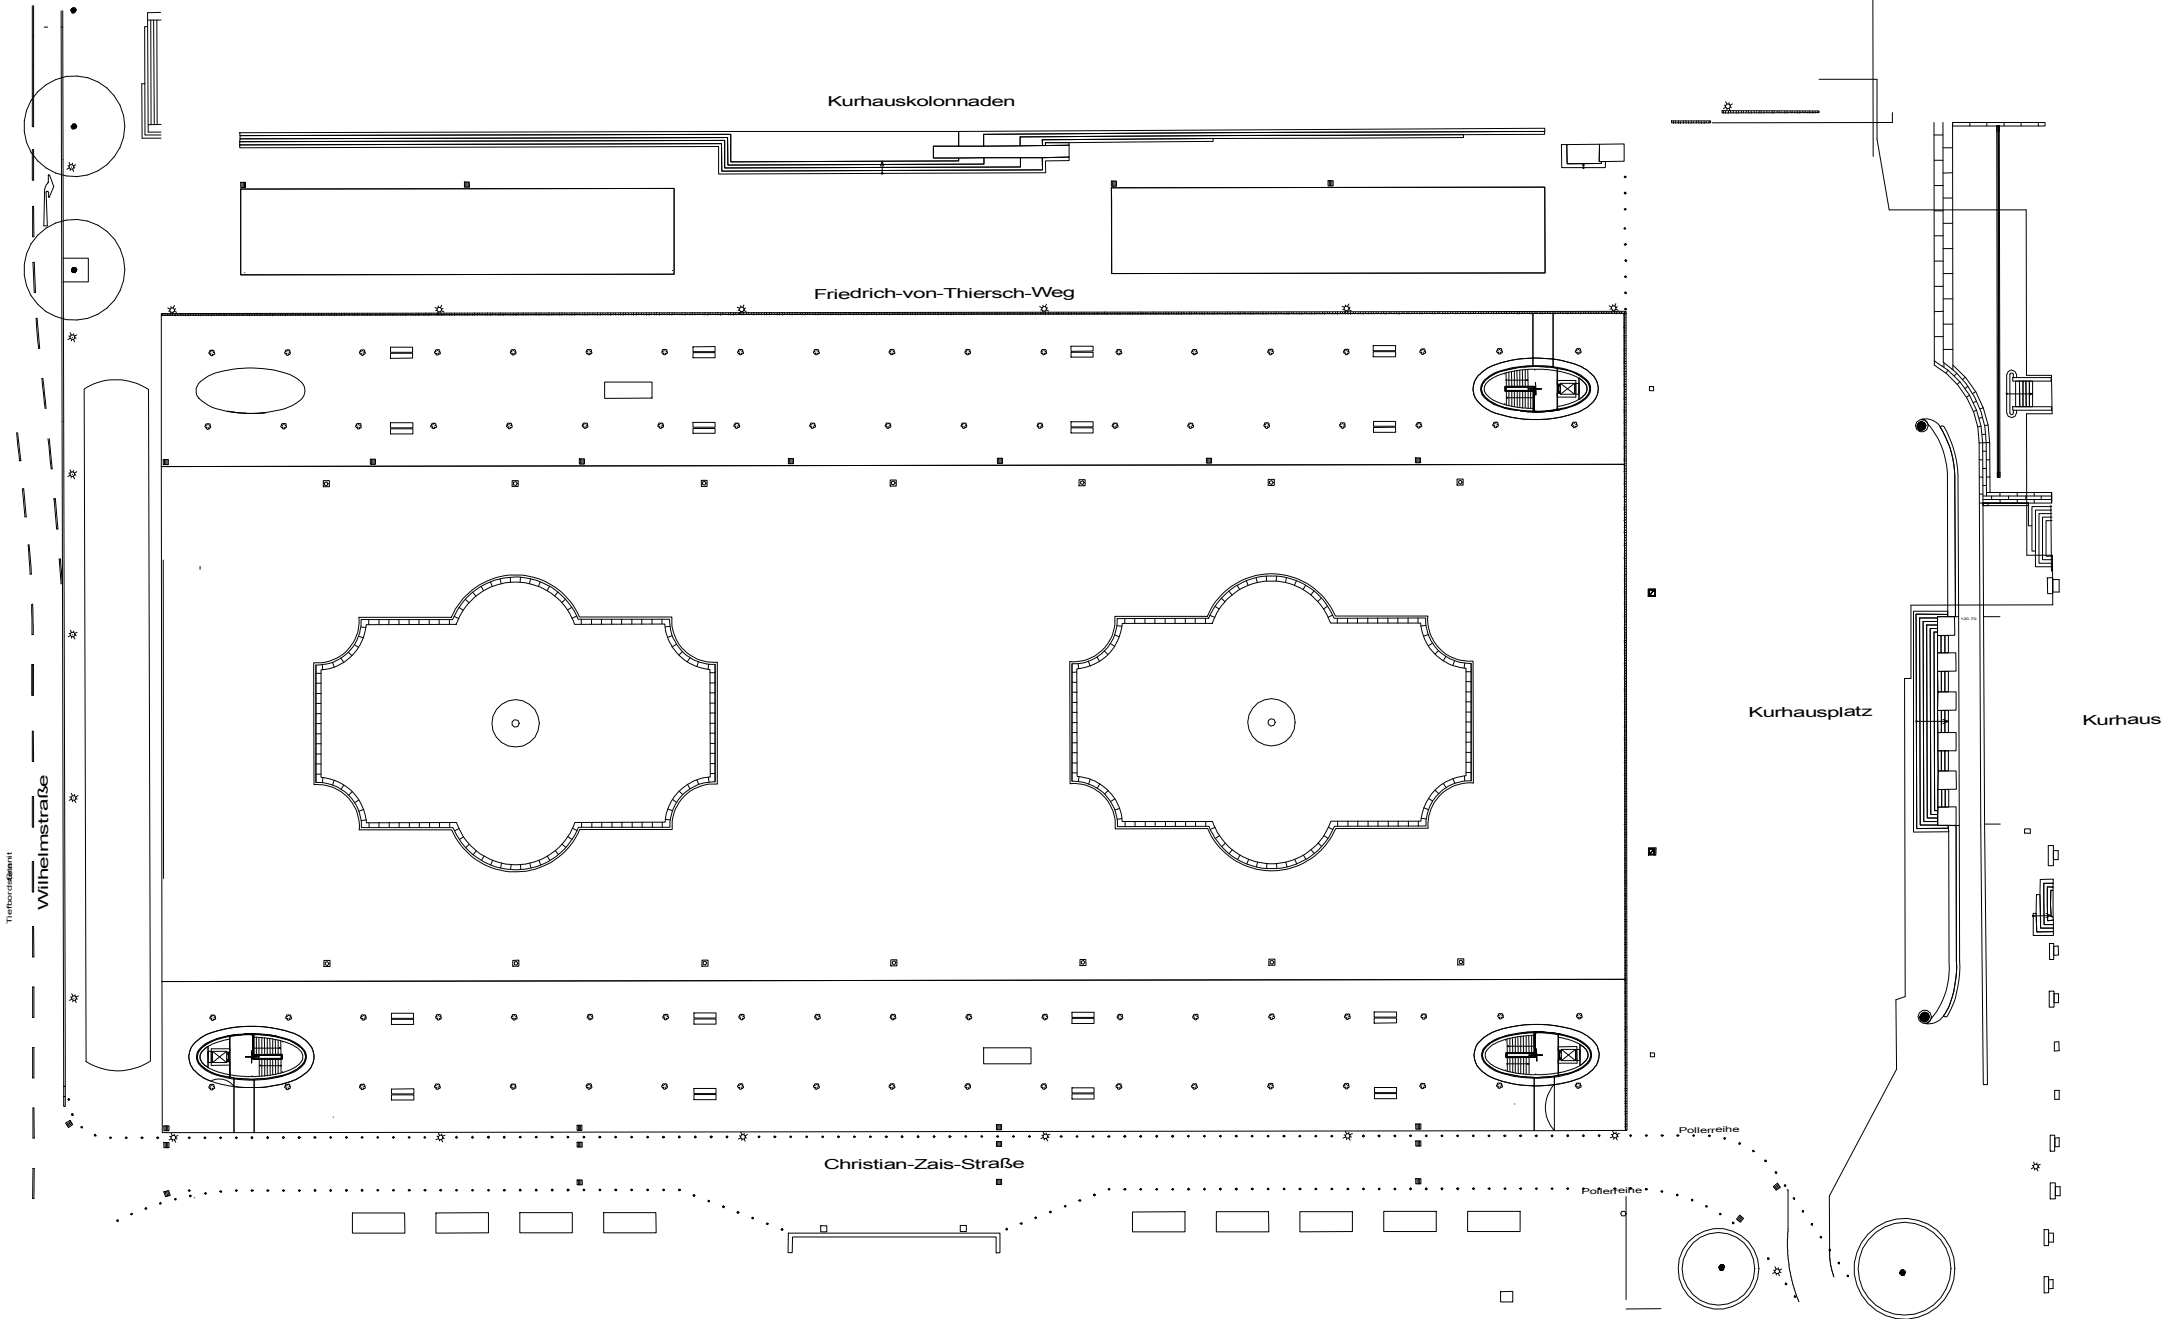 Kurhauskolonnaden
Friedrich-von-Thiersch-Weg
Kurhausplatz
Kurhaus
Wilhelmstraße
Christian-Zais-Straße
Pollerreihe
Pollerreihe